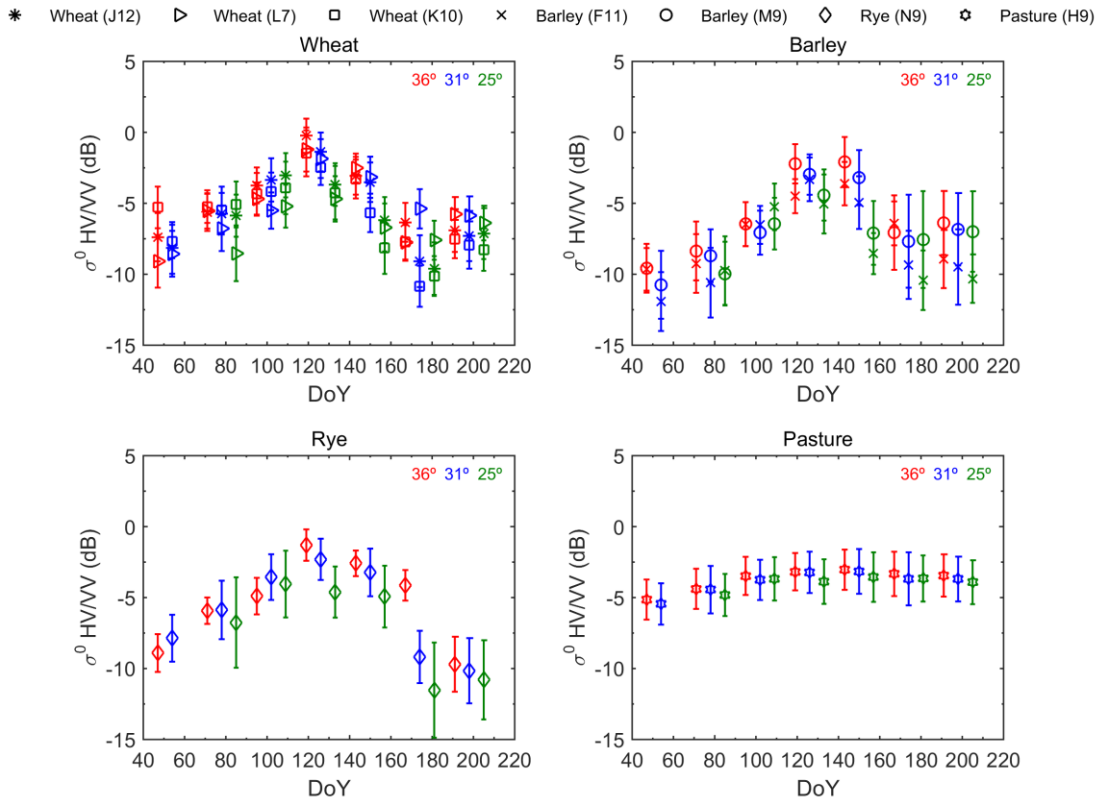 Wheat (J12) Wheat (L7) Wheat (K10) Barley (F11) Barley (M9) Rye (N9) Pasture (H9)
Wheat
36º 31º 25º
5
0
-5
-10
-15
σ⁰ HV/VV (dB)
40 60 80 100 120 140 160 180 200 220
DoY
Barley
36º 31º 25º
5
0
-5
-10
-15
σ⁰ HV/VV (dB)
40 60 80 100 120 140 160 180 200 220
DoY
Rye
36º 31º 25º
5
0
-5
-10
-15
σ⁰ HV/VV (dB)
40 60 80 100 120 140 160 180 200 220
DoY
Pasture
36º 31º 25º
5
0
-5
-10
-15
σ⁰ HV/VV (dB)
40 60 80 100 120 140 160 180 200 220
DoY